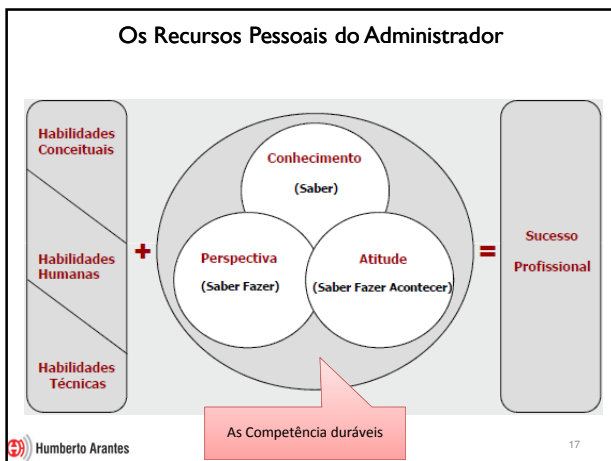 Os Recursos Pessoais do Administrador
Habilidades
Conceituais
Habilidades
Humanas
Habilidades
Técnicas
+
Conhecimento
(Saber)
Perspectiva
(Saber Fazer)
Atitude
(Saber Fazer Acontecer)
=
Sucesso
Profissional
As Competência duráveis
Humberto Arantes
17